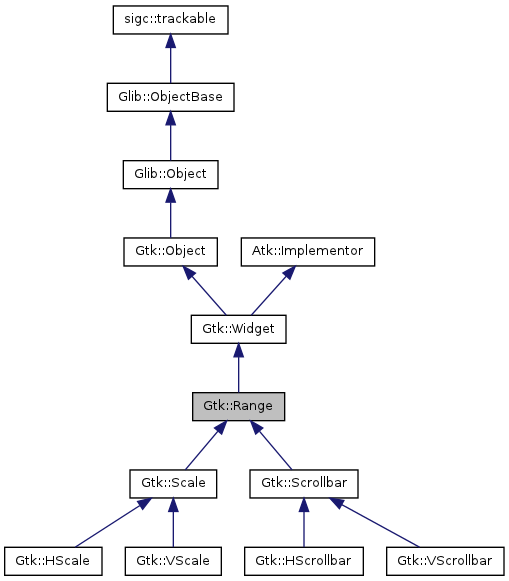 sigc::trackable
Glib::ObjectBase
Glib::Object
Gtk::Object
Atk::Implementor
Gtk::Widget
Gtk::Range
Gtk::Scale
Gtk::Scrollbar
Gtk::HScale
Gtk::VScale
Gtk::HScrollbar
Gtk::VScrollbar